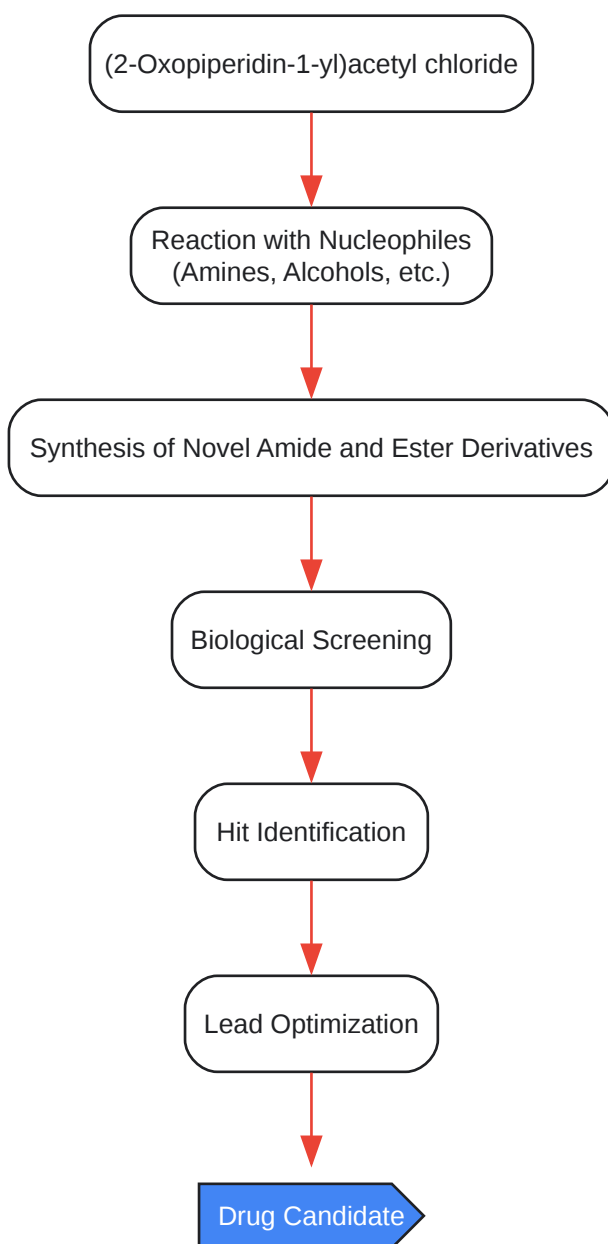 (2-Oxopiperidin-1-yl)acetyl chloride
Reaction with Nucleophiles
(Amines, Alcohols, etc.)
Synthesis of Novel Amide and Ester Derivatives
Biological Screening
Hit Identification
Lead Optimization
Drug Candidate